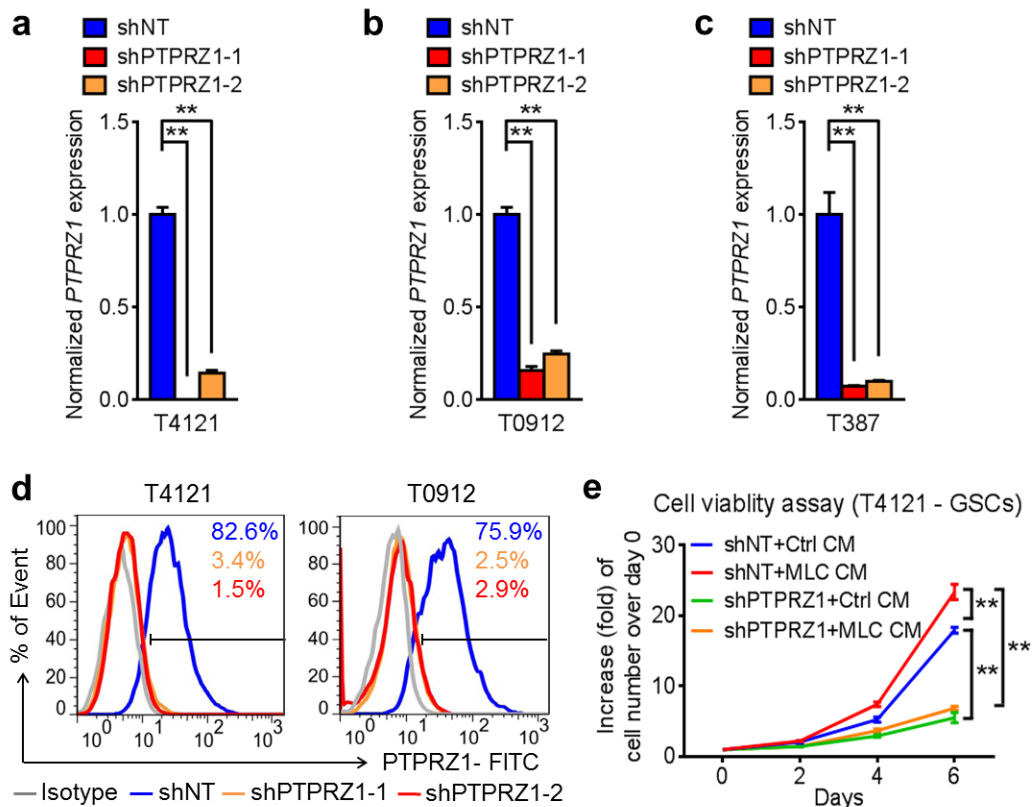 a
shNT
shPTPRZ1-1
shPTPRZ1-2
Normalized PTPRZ1 expression
1.5
1.0
0.5
0.0
**
**
T4121
b
shNT
shPTPRZ1-1
shPTPRZ1-2
Normalized PTPRZ1 expression
1.5
1.0
0.5
0.0
**
**
T0912
c
shNT
shPTPRZ1-1
shPTPRZ1-2
Normalized PTPRZ1 expression
1.5
1.0
0.5
0.0
**
**
T387
d
T4121
% of Event
100
80
60
40
20
0
82.6%
3.4%
1.5%
10^0 10^1 10^2 10^3
T0912
100
80
60
40
20
0
75.9%
2.5%
2.9%
10^0 10^1 10^2 10^3
PTPRZ1- FITC
Isotype shNT shPTPRZ1-1 shPTPRZ1-2
e
Cell viablity assay (T4121 - GSCs)
Increase (fold) of
cell number over day 0
30
20
10
0
shNT+Ctrl CM
shNT+MLC CM
shPTPRZ1+Ctrl CM
shPTPRZ1+MLC CM
**
**
**
0 2 4 6
Days